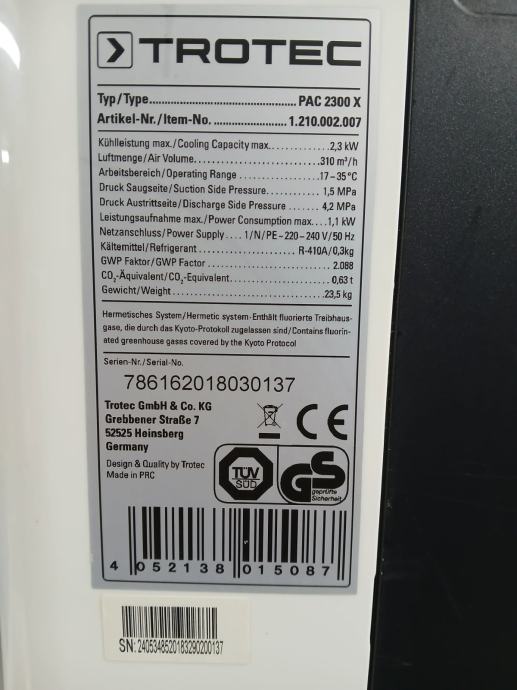 TROTEC
Typ/Type............................................ PAC 2300 X
Artikel-Nr./Item-No. ...................... 1.210.002.007
Kühlleistung max./Cooling Capacity max...............2,3 kW
Luftmenge/Air Volume..............................310 m³/h
Arbeitsbereich/Operating Range ...................17–35°C
Druck Saugseite/Suction Side Pressure............. 1,5 MPa
Druck Austrittseite/Discharge Side Pressure ...... 4,2 MPa
Leistungsaufnahme max./Power Consumption max....1,1 kW
Netzanschluss/Power Supply .... 1/N/PE~220-240 V/50 Hz
Kältemittel/Refrigerant ...................... R-410A/0,3kg
GWP Faktor/GWP Factor ............................ 2.088
CO₂-Äquivalent/CO₂-Equivalent..................... 0,63 t
Gewicht/Weight ................................... 23,5 kg
Hermetisches System/Hermetic system-Enthält fluorierte Treibhaus-
gase, die durch das Kyoto-Protokoll zugelassen sind/Contains fluorin-
ated greenhouse gases covered by the Kyoto Protocol
Serien-Nr./Serial-No.
786162018030137
Trotec GmbH & Co. KG
Grebbener Straße 7
52525 Heinsberg
Germany
CE
Design & Quality by Trotec
Made in PRC
TÜV
SÜD
GS
geprüfte
Sicherheit
4 052138 015087
SN: 2405348520183290200137